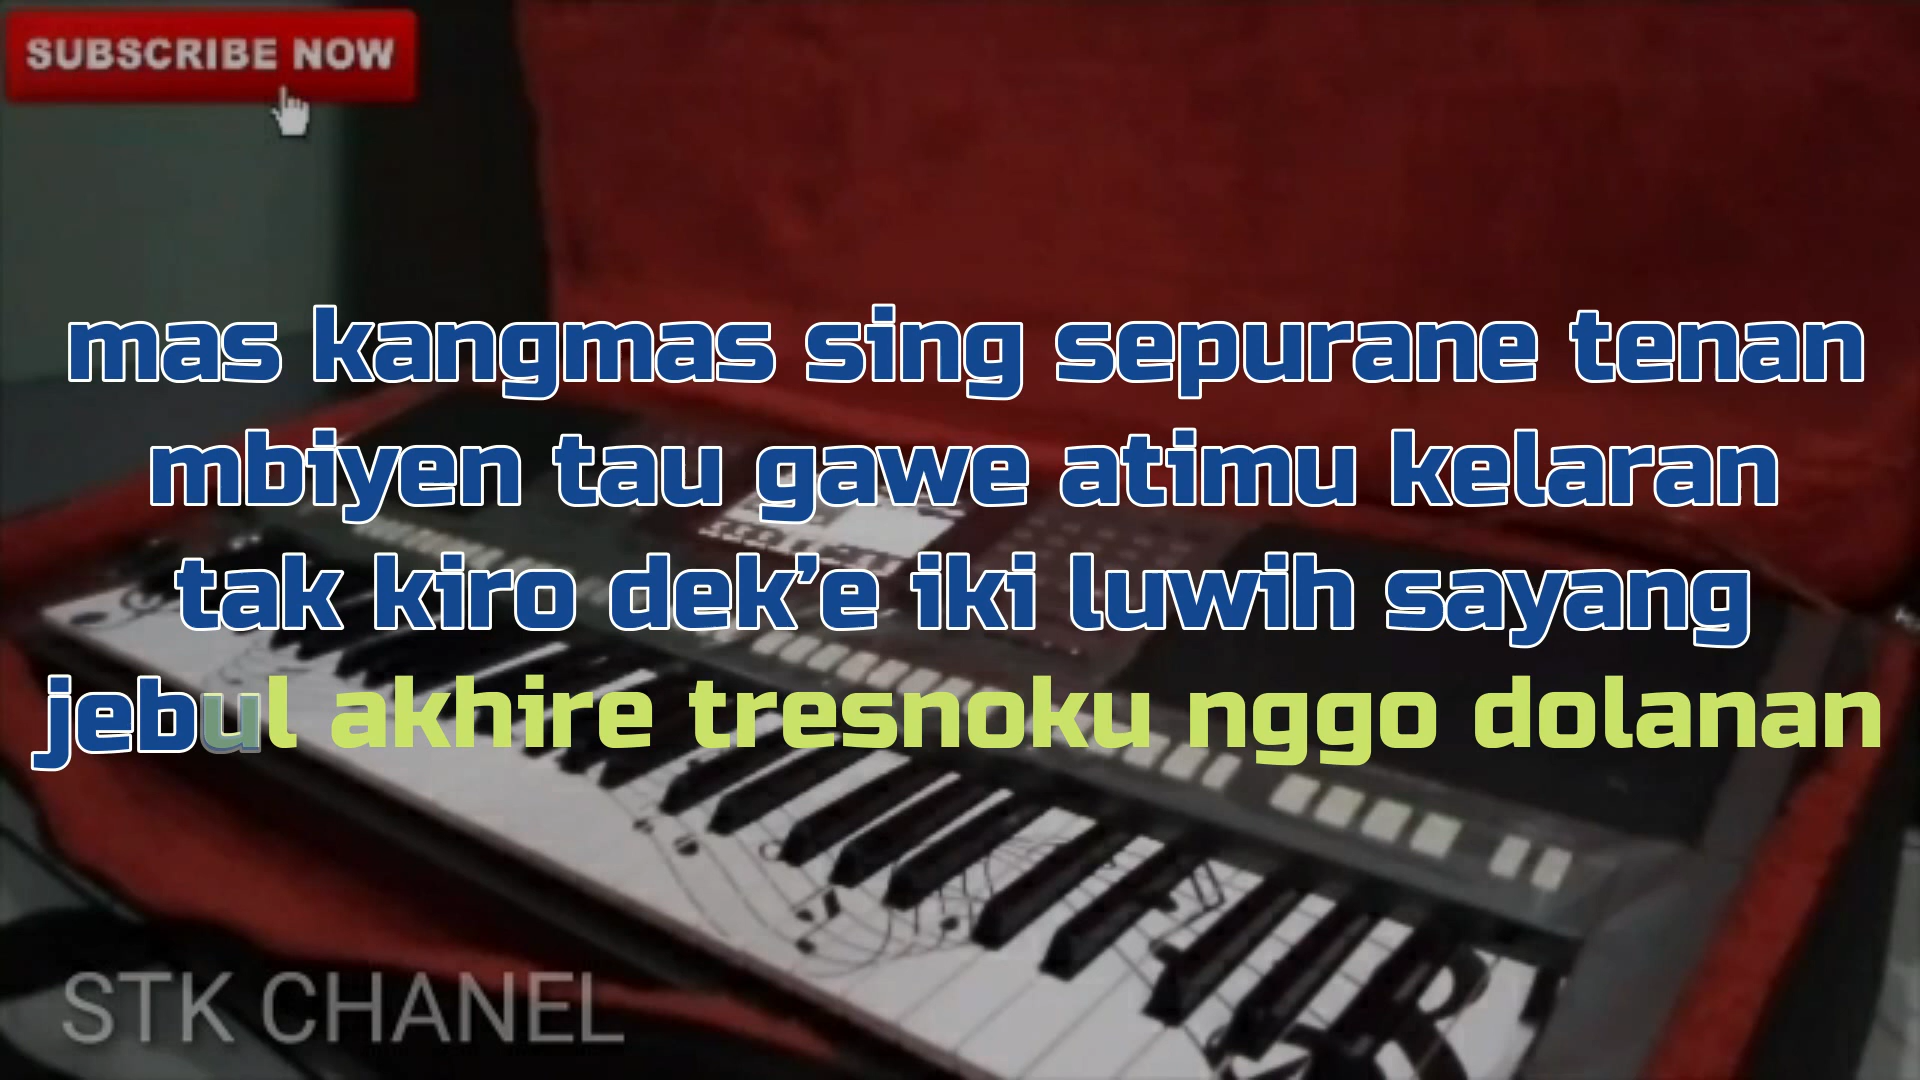 SUBSCRIBE NOW
mas kangmas sing sepurane tenan
mbiyen tau gawe atimu kelaran
tak kiro dek’e iki luwih sayang
jebul akhire tresnoku nggo dolanan
STK CHANEL